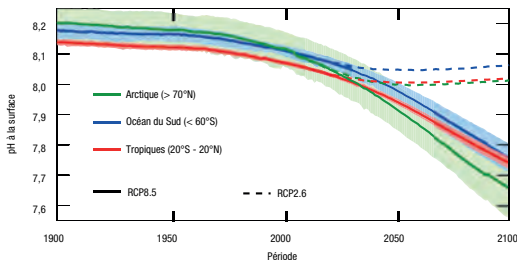 8,2
8,1
8,0
7,9
7,8
7,7
7,6
pH à la surface
Arctique (> 70°N)
Océan du Sud (< 60°S)
Tropiques (20°S - 20°N)
RCP8.5
RCP2.6
1900
1950
2000
2050
2100
Période